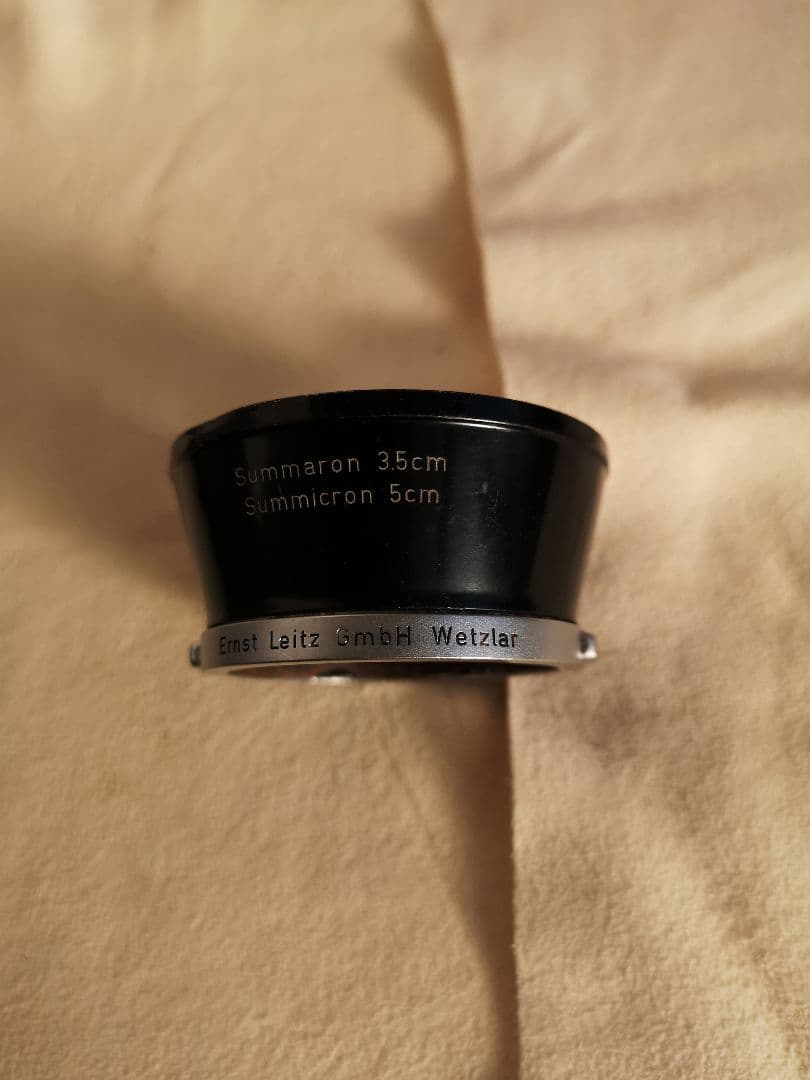 Summaron 3.5cm
Summicron 5cm
Ernst Leitz GmbH Wetzlar